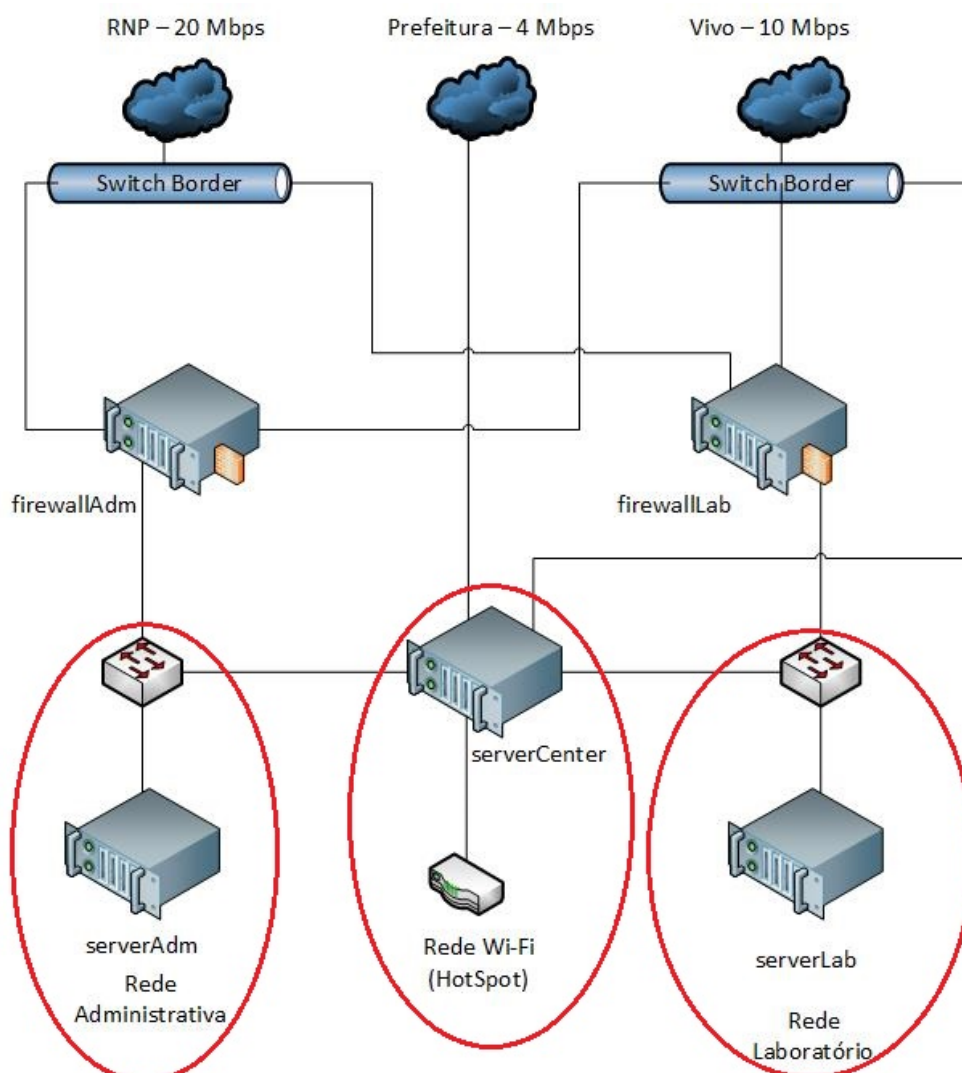 RNP – 20 Mbps
Prefeitura – 4 Mbps
Vivo – 10 Mbps
Switch Border
Switch Border
firewallAdm
firewallLab
serverCenter
serverAdm
Rede
Administrativa
Rede Wi-Fi
(HotSpot)
serverLab
Rede
Laboratório